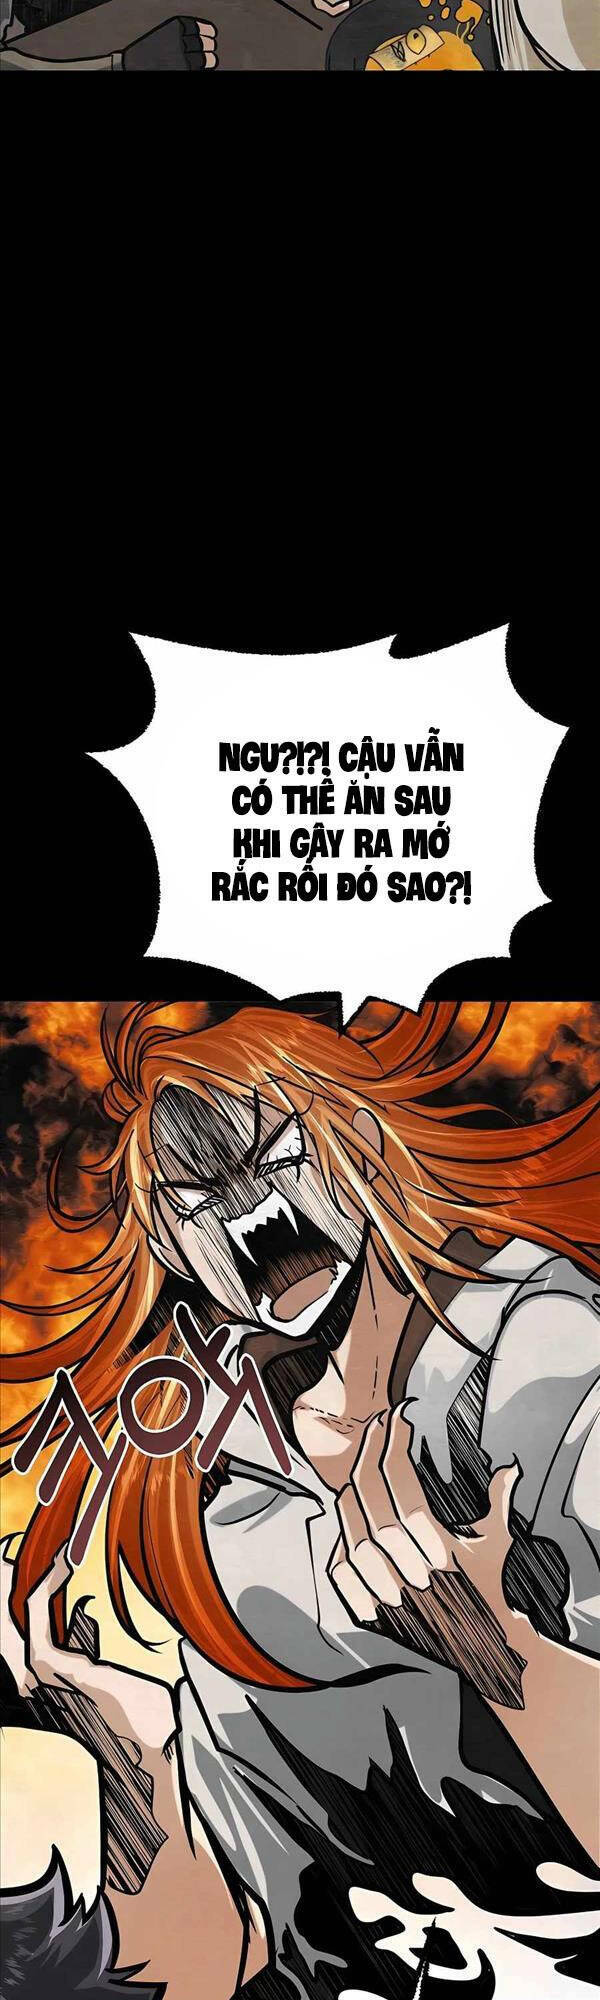 NGU?!?! CẬU VẪN
CÓ THỂ ĂN SAU
KHI GÂY RA MỚ
RẮC RỐI ĐÓ SAO?!